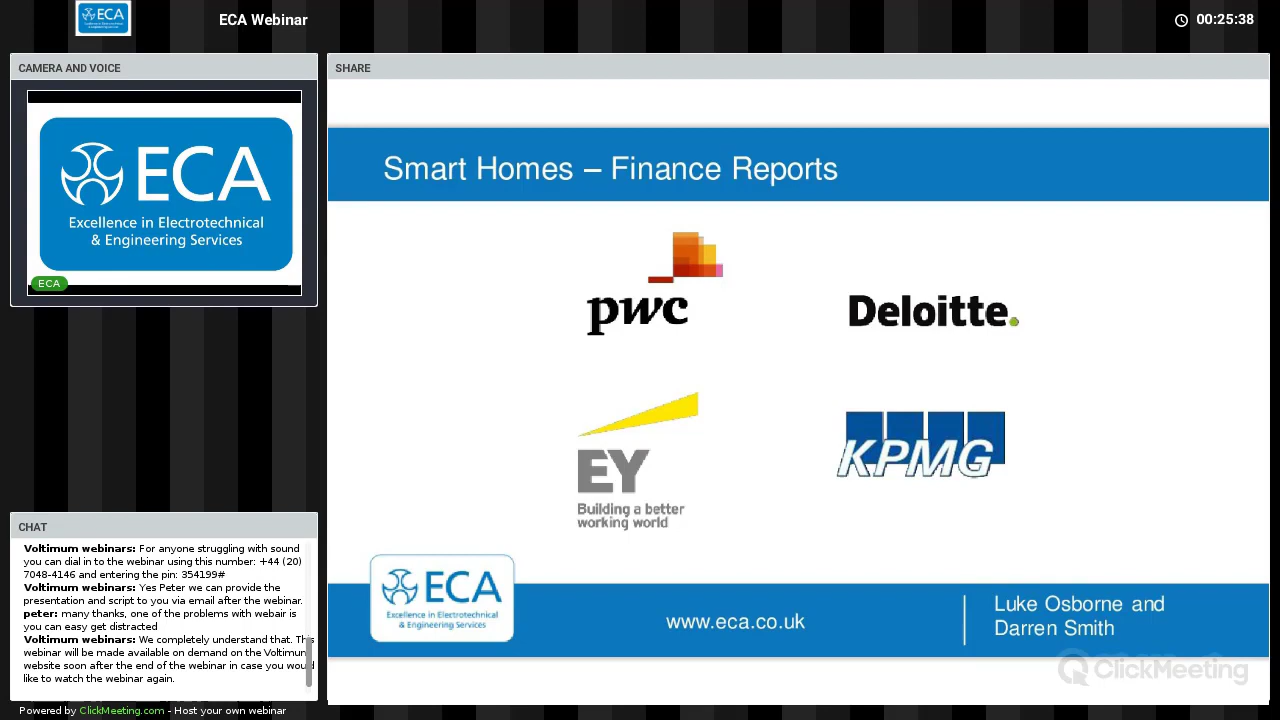 ECA
ECA Webinar
00:25:38
CAMERA AND VOICE
ECA
Excellence in Electrotechnical
& Engineering Services
ECA
SHARE
Smart Homes – Finance Reports
pwc
Deloitte.
EY
Building a better
working world
KPMG
ECA
Excellence in Electrotechnical
& Engineering Services
www.eca.co.uk
Luke Osborne and
Darren Smith
ClickMeeting
CHAT
Voltimum webinars: For anyone struggling with sound
you can dial in to the webinar using this number: +44 (20)
7048-4146 and entering the pin: 354199#
Voltimum webinars: Yes Peter we can provide the
presentation and script to you via email after the webinar.
peter: many thanks, one of the problems with webair is
you can easy get distracted
Voltimum webinars: We completely understand that. This
webinar will be made available on demand on the Voltimum
website soon after the end of the webinar in case you would
like to watch the webinar again.
Powered by ClickMeeting.com - Host your own webinar